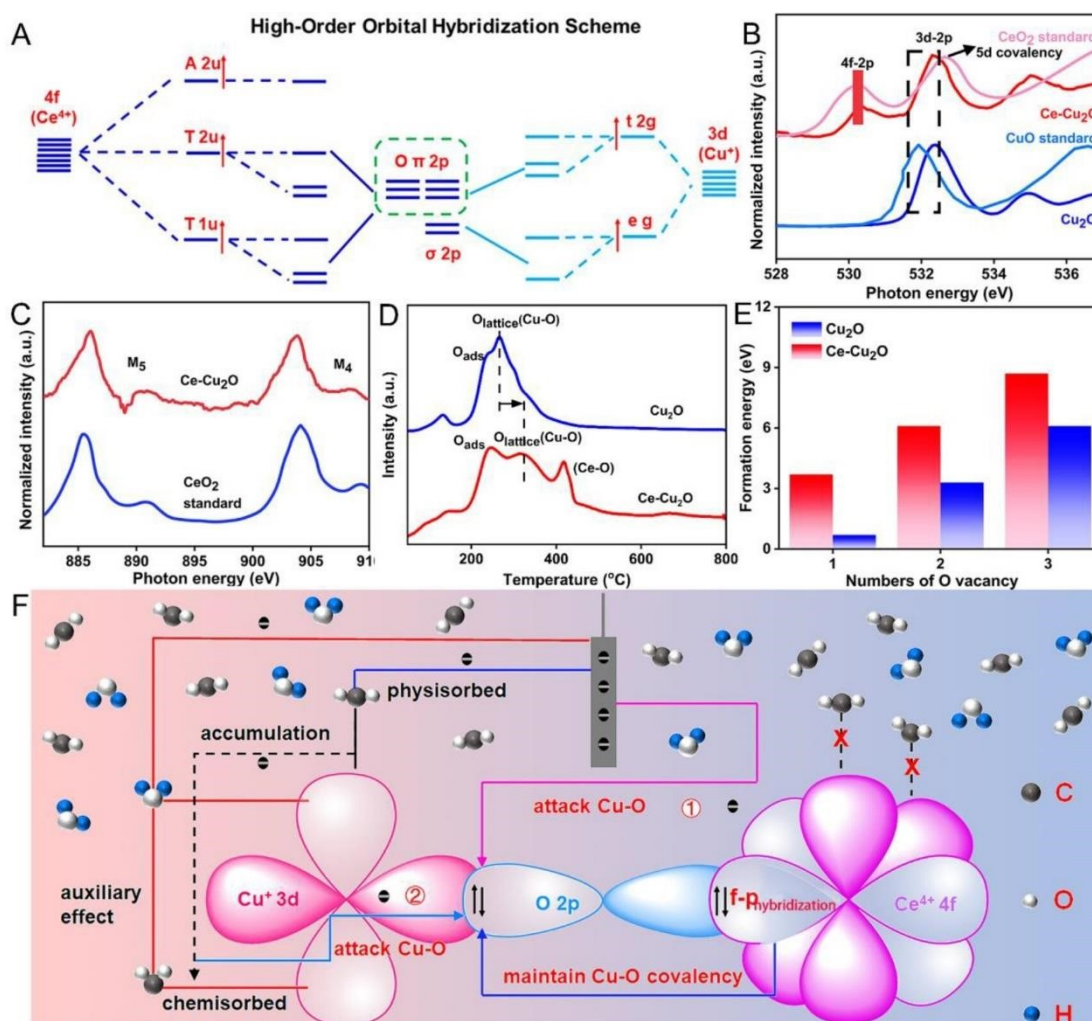 A
High-Order Orbital Hybridization Scheme
4f
(Ce4+)
A 2u
T 2u
T 1u
O π 2p
σ 2p
t 2g
e g
3d
(Cu+)
B
Normalized intensity (a.u.)
CeO2 standard
3d-2p
5d covalency
4f-2p
Ce-Cu2O
CuO standard
Cu2O
528 530 532 534 536
Photon energy (eV)
C
Normalized intensity (a.u.)
M5
M4
Ce-Cu2O
CeO2
standard
885 890 895 900 905 910
Photon energy (eV)
D
Intensity (a.u.)
Olattice(Cu-O)
Oads
Cu2O
Oads
Olattice(Cu-O)
(Ce-O)
Ce-Cu2O
200 400 600 800
Temperature (oC)
E
Formation energy (eV)
12
9
6
3
0
Cu2O
Ce-Cu2O
1 2 3
Numbers of O vacancy
F
physisorbed
accumulation
X
X
attack Cu-O ①
C
auxiliary
effect
Cu+ 3d
②
O 2p
f-phybridization
Ce4+ 4f
O
attack Cu-O
maintain Cu-O covalency
chemisorbed
H